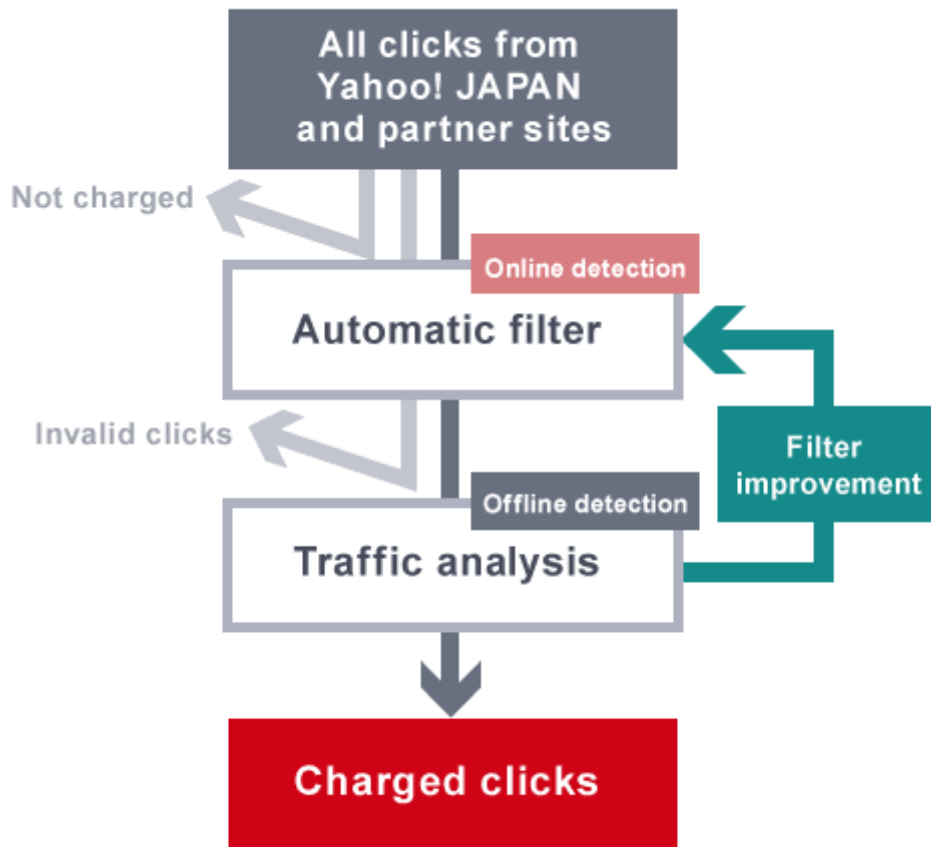 All clicks from
Yahoo! JAPAN
and partner sites
Not charged
Online detection
Automatic filter
Invalid clicks
Filter
improvement
Offline detection
Traffic analysis
Charged clicks